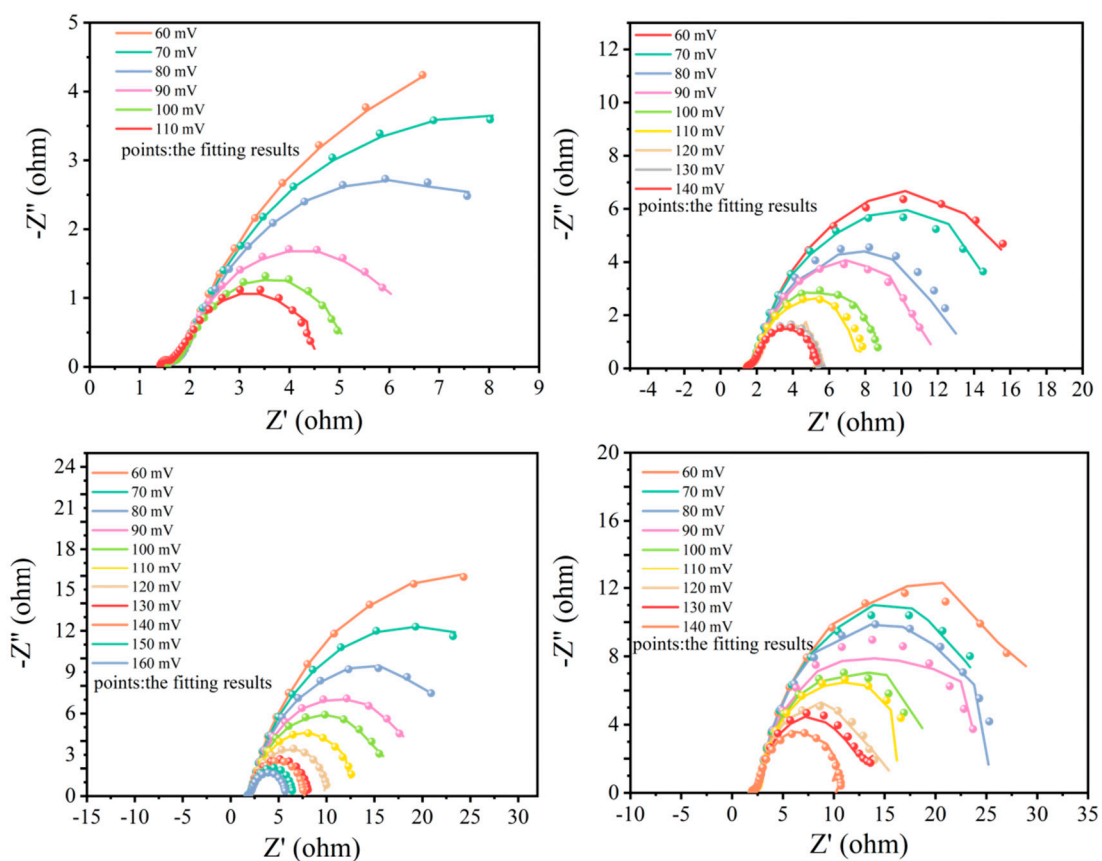 5
4
3
2
1
0
-Z" (ohm)
60 mV
70 mV
80 mV
90 mV
100 mV
110 mV
points:the fitting results
0 1 2 3 4 5 6 7 8 9
Z' (ohm)
12
10
8
6
4
2
0
-Z" (ohm)
60 mV
70 mV
80 mV
90 mV
100 mV
110 mV
120 mV
130 mV
140 mV
points:the fitting results
-4 -2 0 2 4 6 8 10 12 14 16 20
Z' (ohm)
24
21
18
15
12
9
6
3
0
-Z" (ohm)
60 mV
70 mV
80 mV
90 mV
100 mV
110 mV
120 mV
130 mV
140 mV
150 mV
160 mV
points:the fitting results
-15 -10 -5 0 5 10 15 20 25 30
Z' (ohm)
20
16
12
8
4
0
-Z" (ohm)
60 mV
70 mV
80 mV
90 mV
100 mV
110 mV
120 mV
130 mV
140 mV
points:the fitting results
-10 -5 0 5 10 15 20 25 30 35
Z' (ohm)